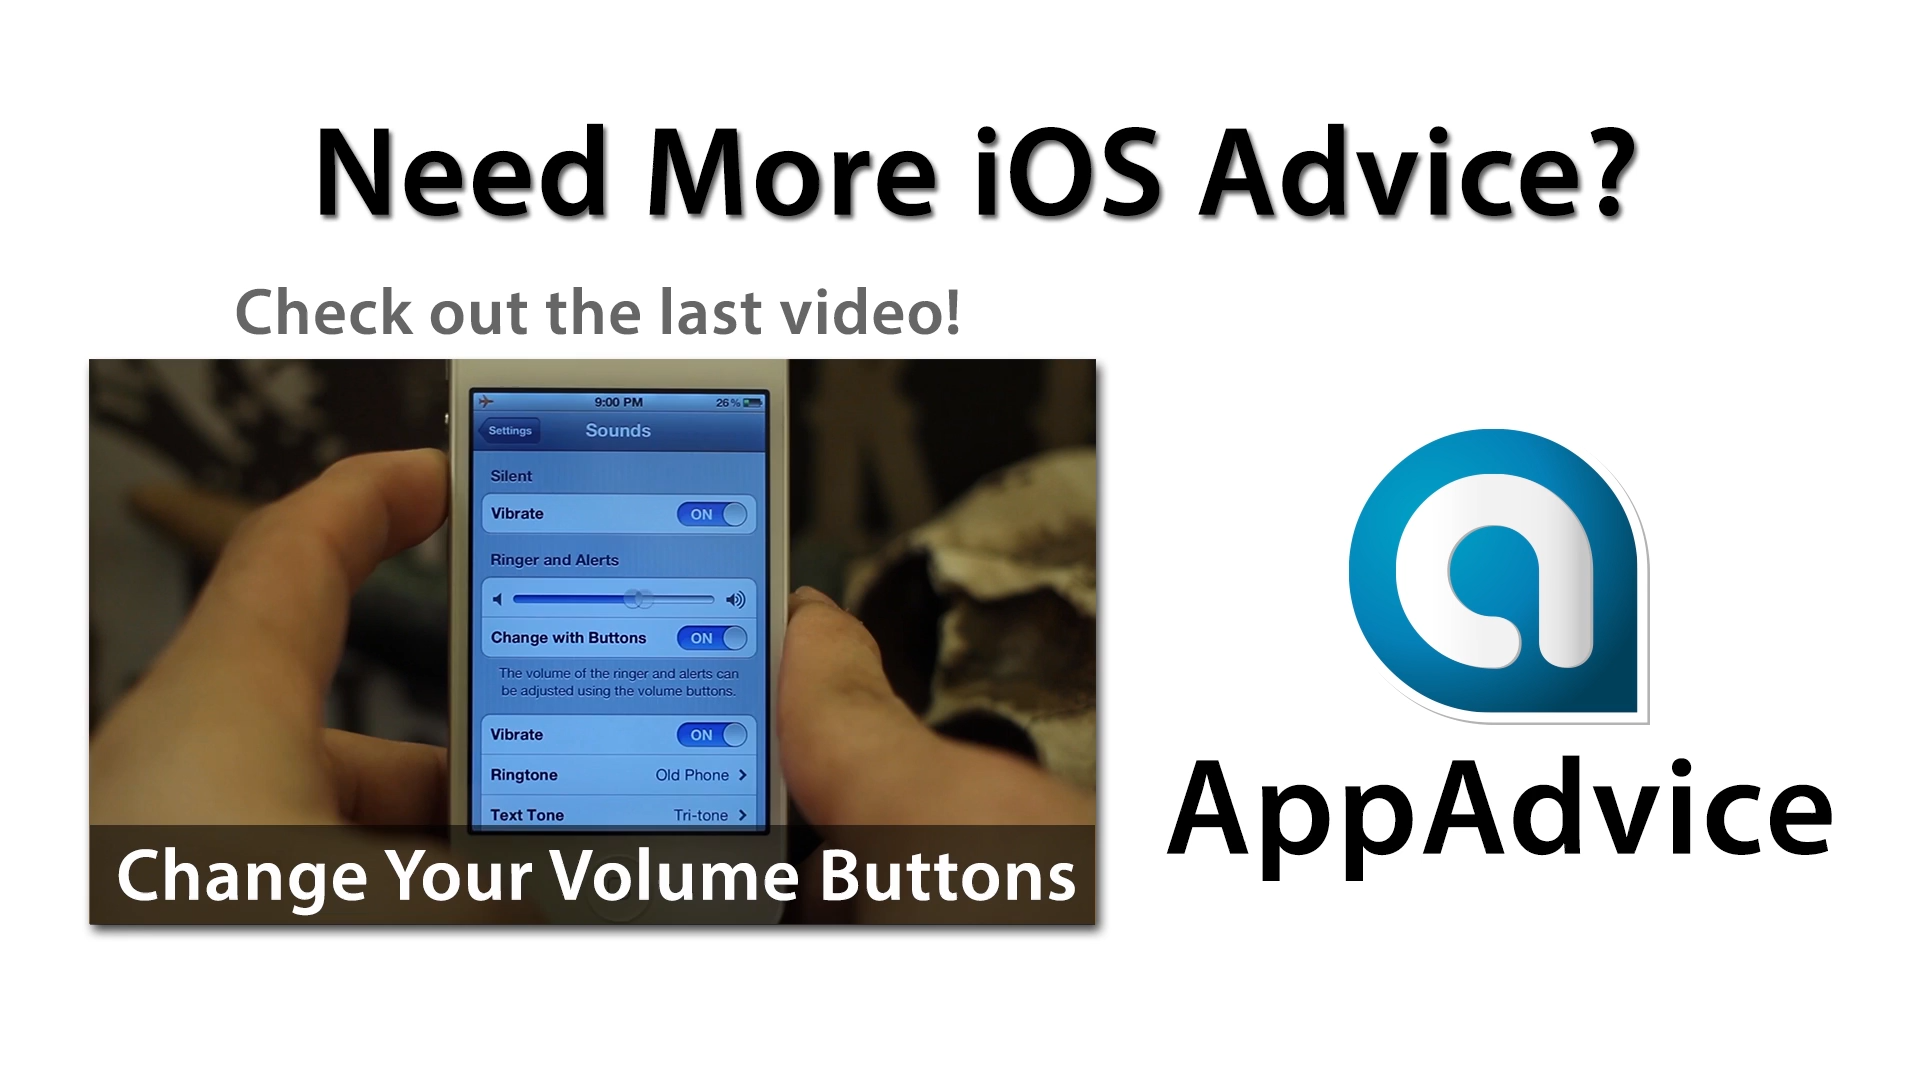 Need More iOS Advice?
Check out the last video!
9:00 PM
26%
Settings
Sounds
Silent
Vibrate
ON
Ringer and Alerts
Change with Buttons
ON
The volume of the ringer and alerts can
be adjusted using the volume buttons.
Vibrate
ON
Ringtone
Old Phone
Text Tone
Tri-tone
Change Your Volume Buttons
a
AppAdvice